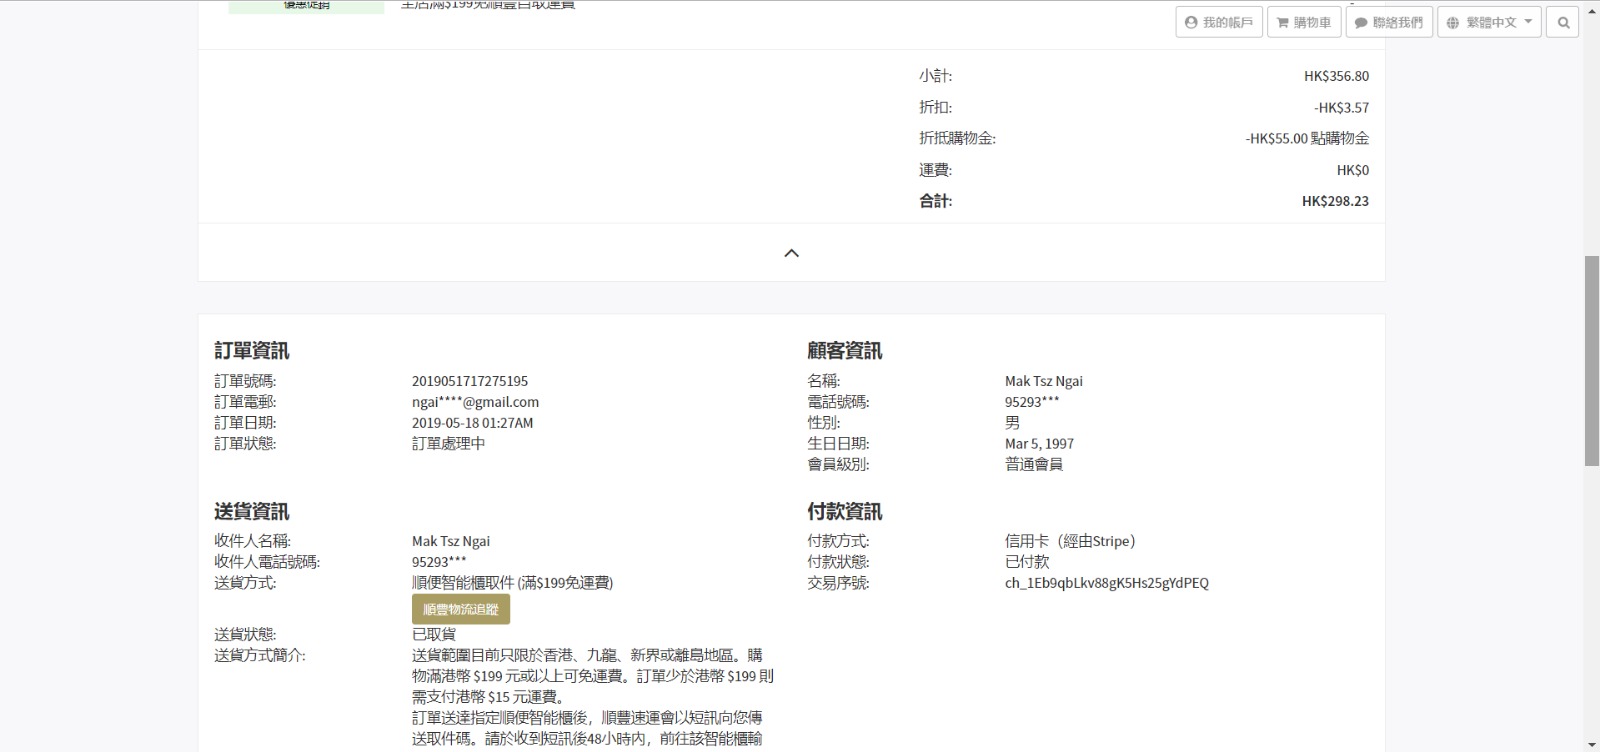 優惠促銷 全店滿$199免順豐自取運費
我的帳戶 購物車 聯絡我們 繁體中文
小計: HK$356.80
折扣: -HK$3.57
折抵購物金: -HK$55.00 點購物金
運費: HK$0
合計: HK$298.23
訂單資訊
訂單號碼: 2019051717275195
訂單電郵: ngai****@gmail.com
訂單日期: 2019-05-18 01:27AM
訂單狀態: 訂單處理中
顧客資訊
名稱: Mak Tsz Ngai
電話號碼: 95293***
性別: 男
生日日期: Mar 5, 1997
會員級別: 普通會員
送貨資訊
收件人名稱: Mak Tsz Ngai
收件人電話號碼: 95293***
送貨方式: 順便智能櫃取件 (滿$199免運費)
順豐物流追蹤
送貨狀態: 已取貨
送貨方式簡介: 送貨範圍目前只限於香港、九龍、新界或離島地區。購
物滿港幣 $199 元或以上可免運費。訂單少於港幣 $199 則
需支付港幣 $15 元運費。
訂單送達指定順便智能櫃後，順豐速運會以短訊向您傳
送取件碼。請於收到短訊後48小時內，前往該智能櫃輸
付款資訊
付款方式: 信用卡（經由Stripe）
付款狀態: 已付款
交易序號: ch_1Eb9qbLkv88gK5Hs25gYdPEQ